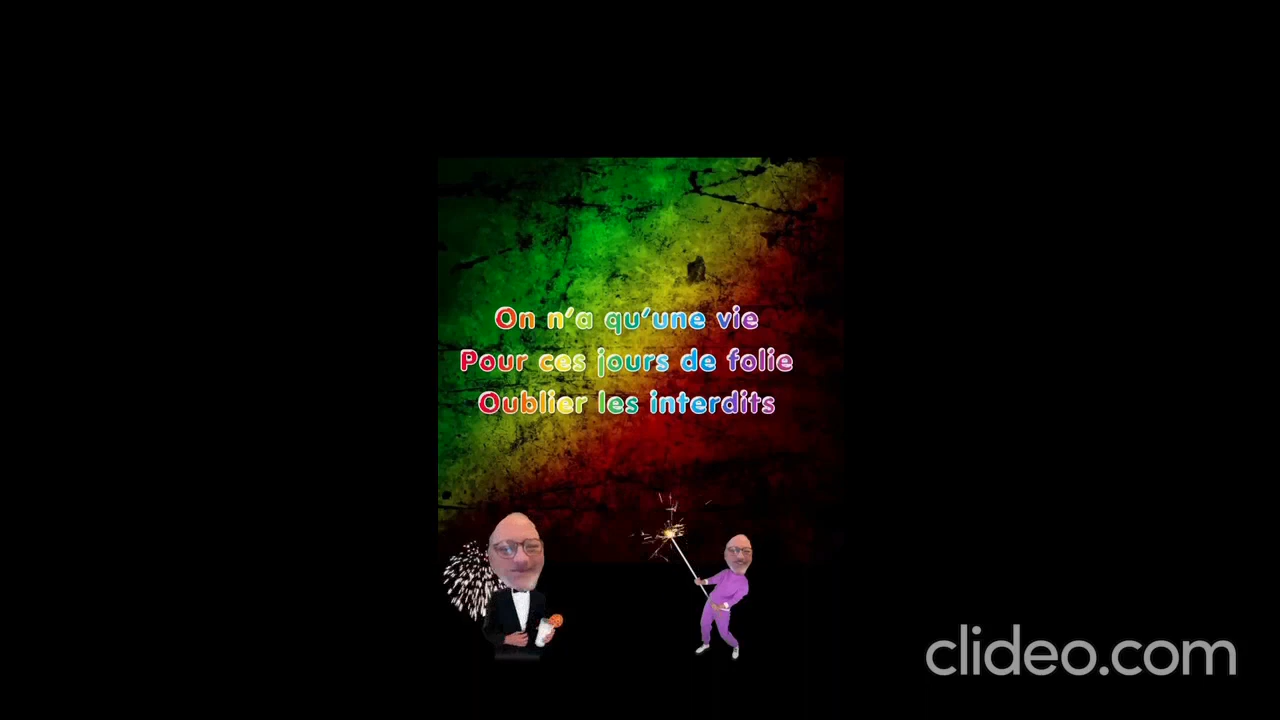 On n'a qu'une vie
Pour ces jours de folie
Oublier les interdits
clideo.com